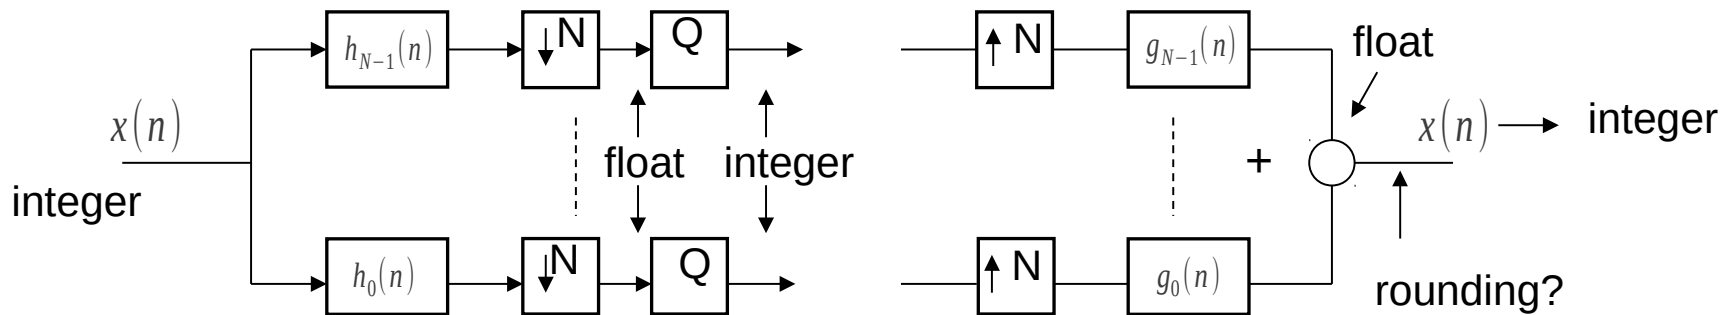 h_{N−1}(n)
↓N
Q
↑N
g_{N−1}(n)
float
x(n)
x(n)
integer
float
integer
+
integer
h_0(n)
↓N
Q
↑N
g_0(n)
rounding?